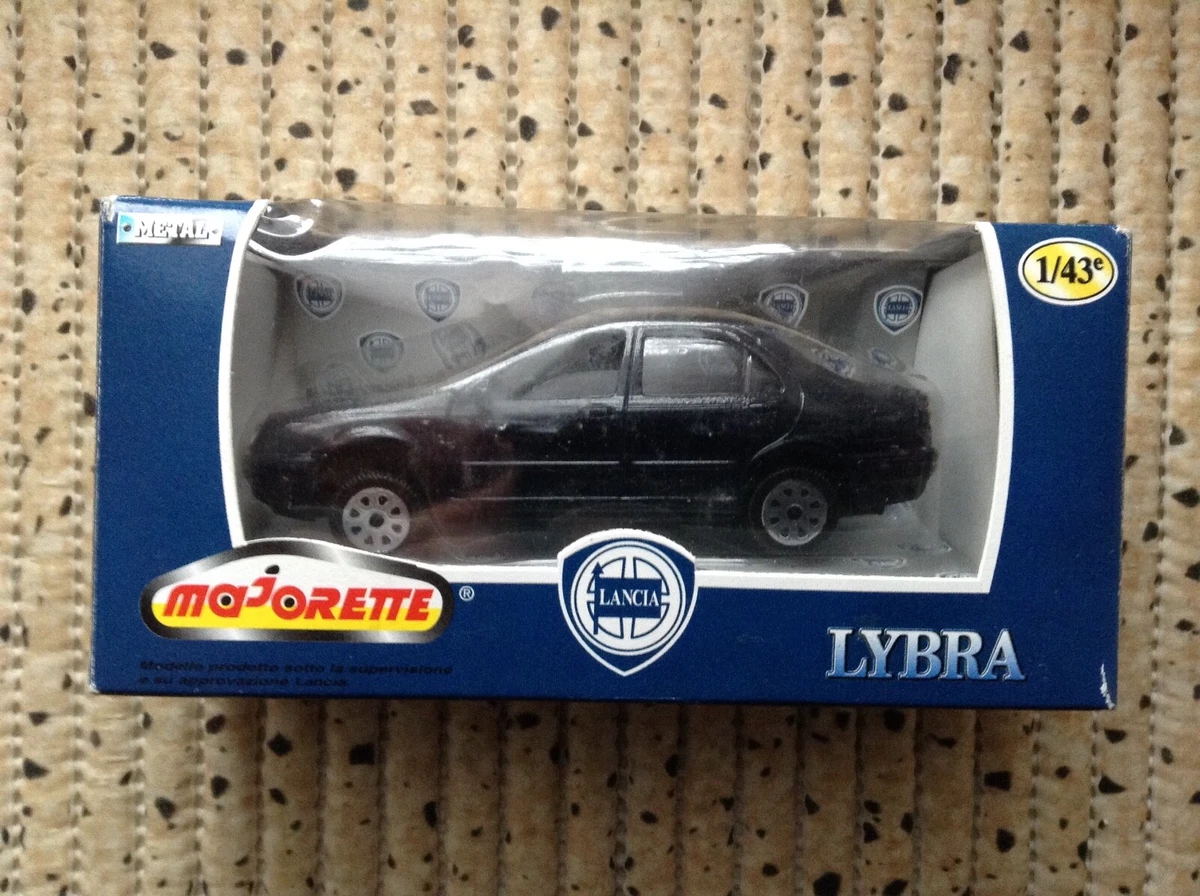 METAL
1/43e
MAJORETTE ®
LANCIA
LYBRA
Modello prodotto sotto la supervisione
e su approvazione Lancia.